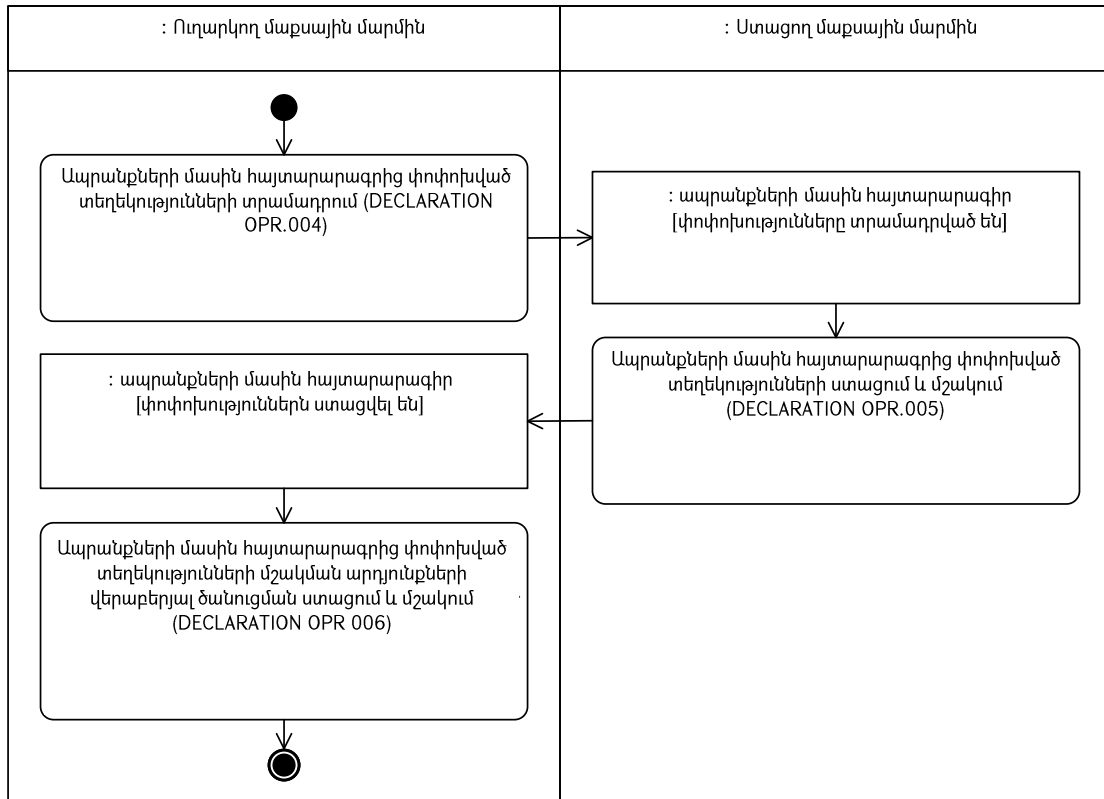 : Ուղարկող մաքսային մարմին
: Ստացող մաքսային մարմին
Ապրանքների մասին հայտարարագրից փոփոխված
տեղեկությունների տրամադրում (DECLARATION
OPR.004)
: ապրանքների մասին հայտարարագիր
[փոփոխությունները տրամադրված են]
Ապրանքների մասին հայտարարագրից փոփոխված
տեղեկությունների ստացում և մշակում
(DECLARATION OPR.005)
: ապրանքների մասին հայտարարագիր
[փոփոխություններն ստացվել են]
Ապրանքների մասին հայտարարագրից փոփոխված
տեղեկությունների մշակման արդյունքների
վերաբերյալ ծանուցման ստացում և մշակում
(DECLARATION OPR 006)